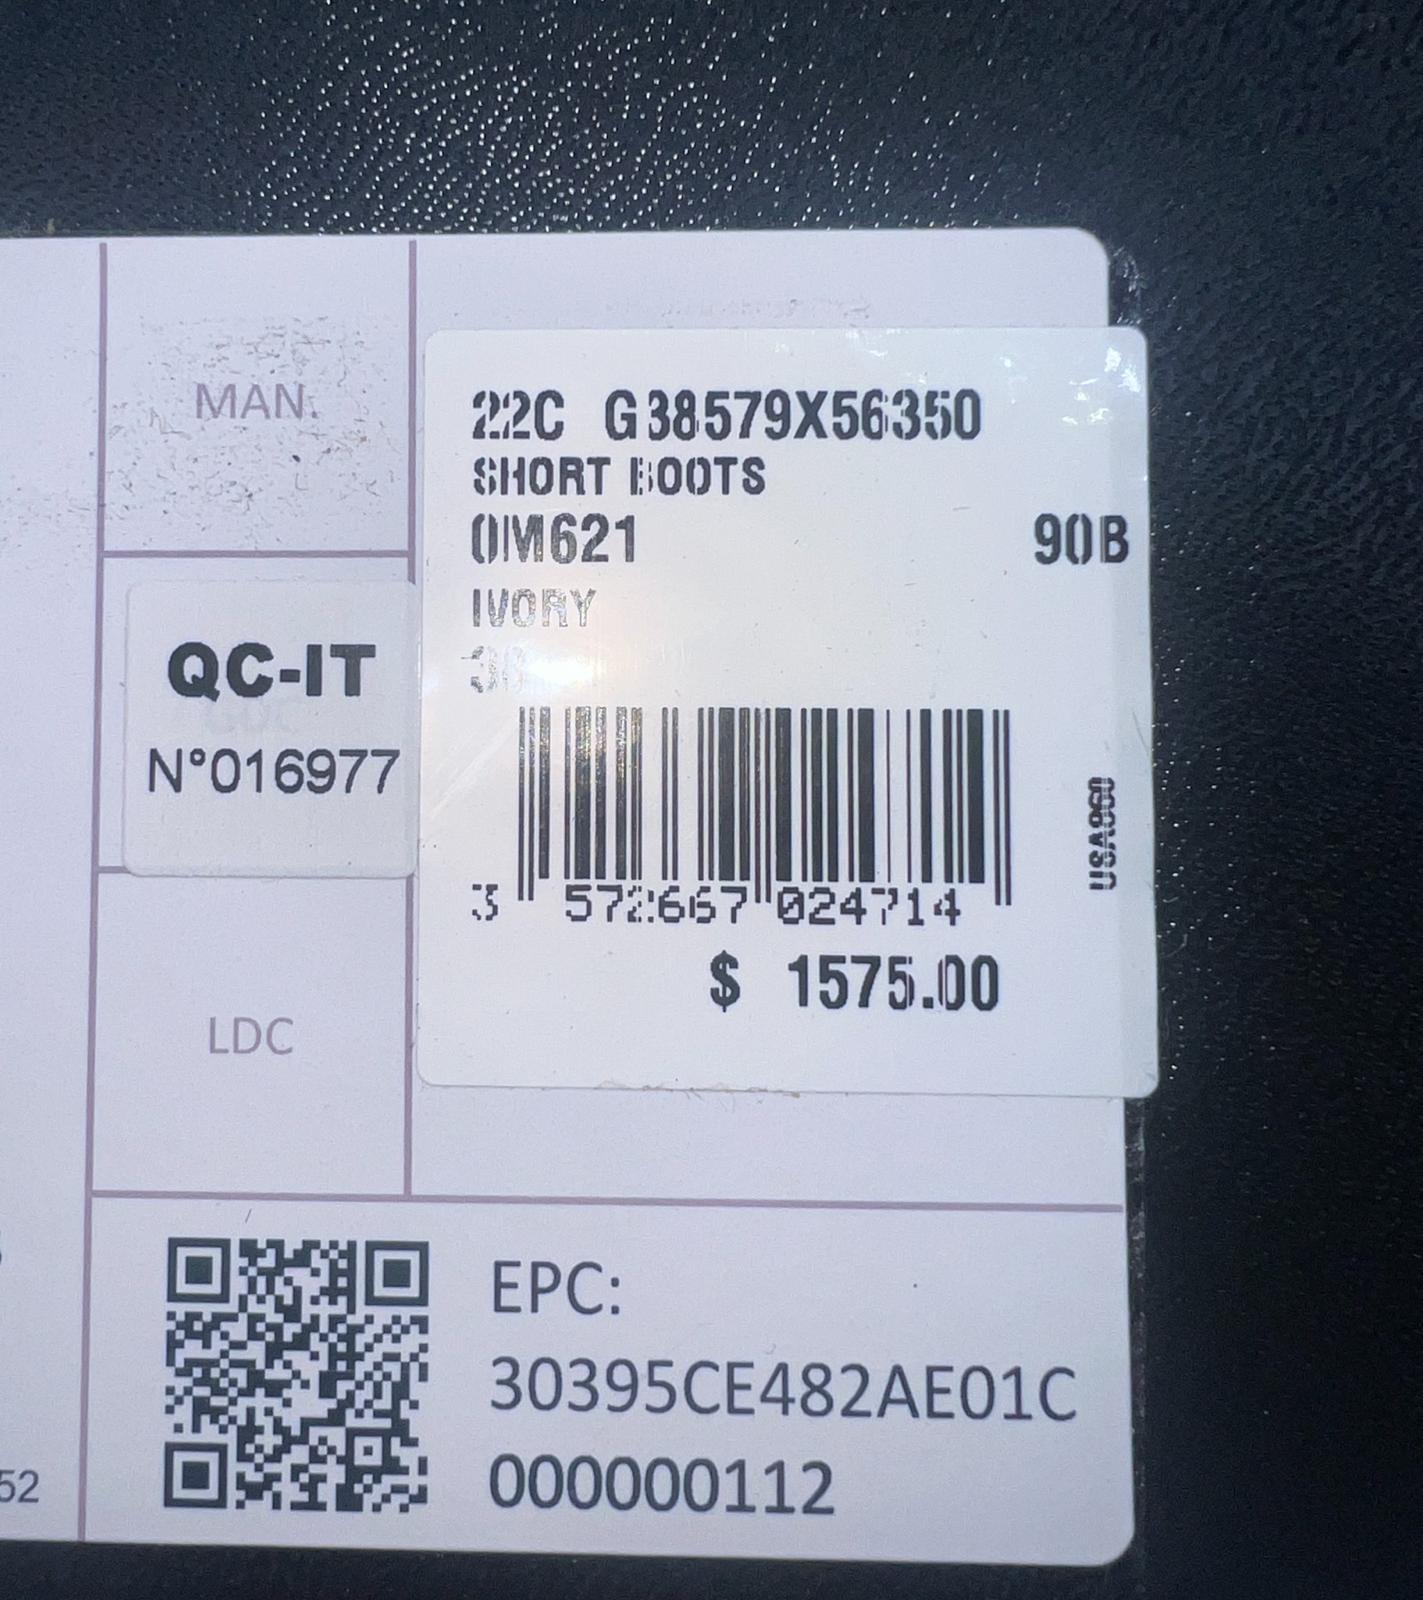 MAN.
22C G38579X56350
SHORT BOOTS
0M621 90B
IVORY
QC-IT
N°016977
USA860
3 572667 024714
$ 1575.00
LDC
EPC:
30395CE482AE01C
000000112
52